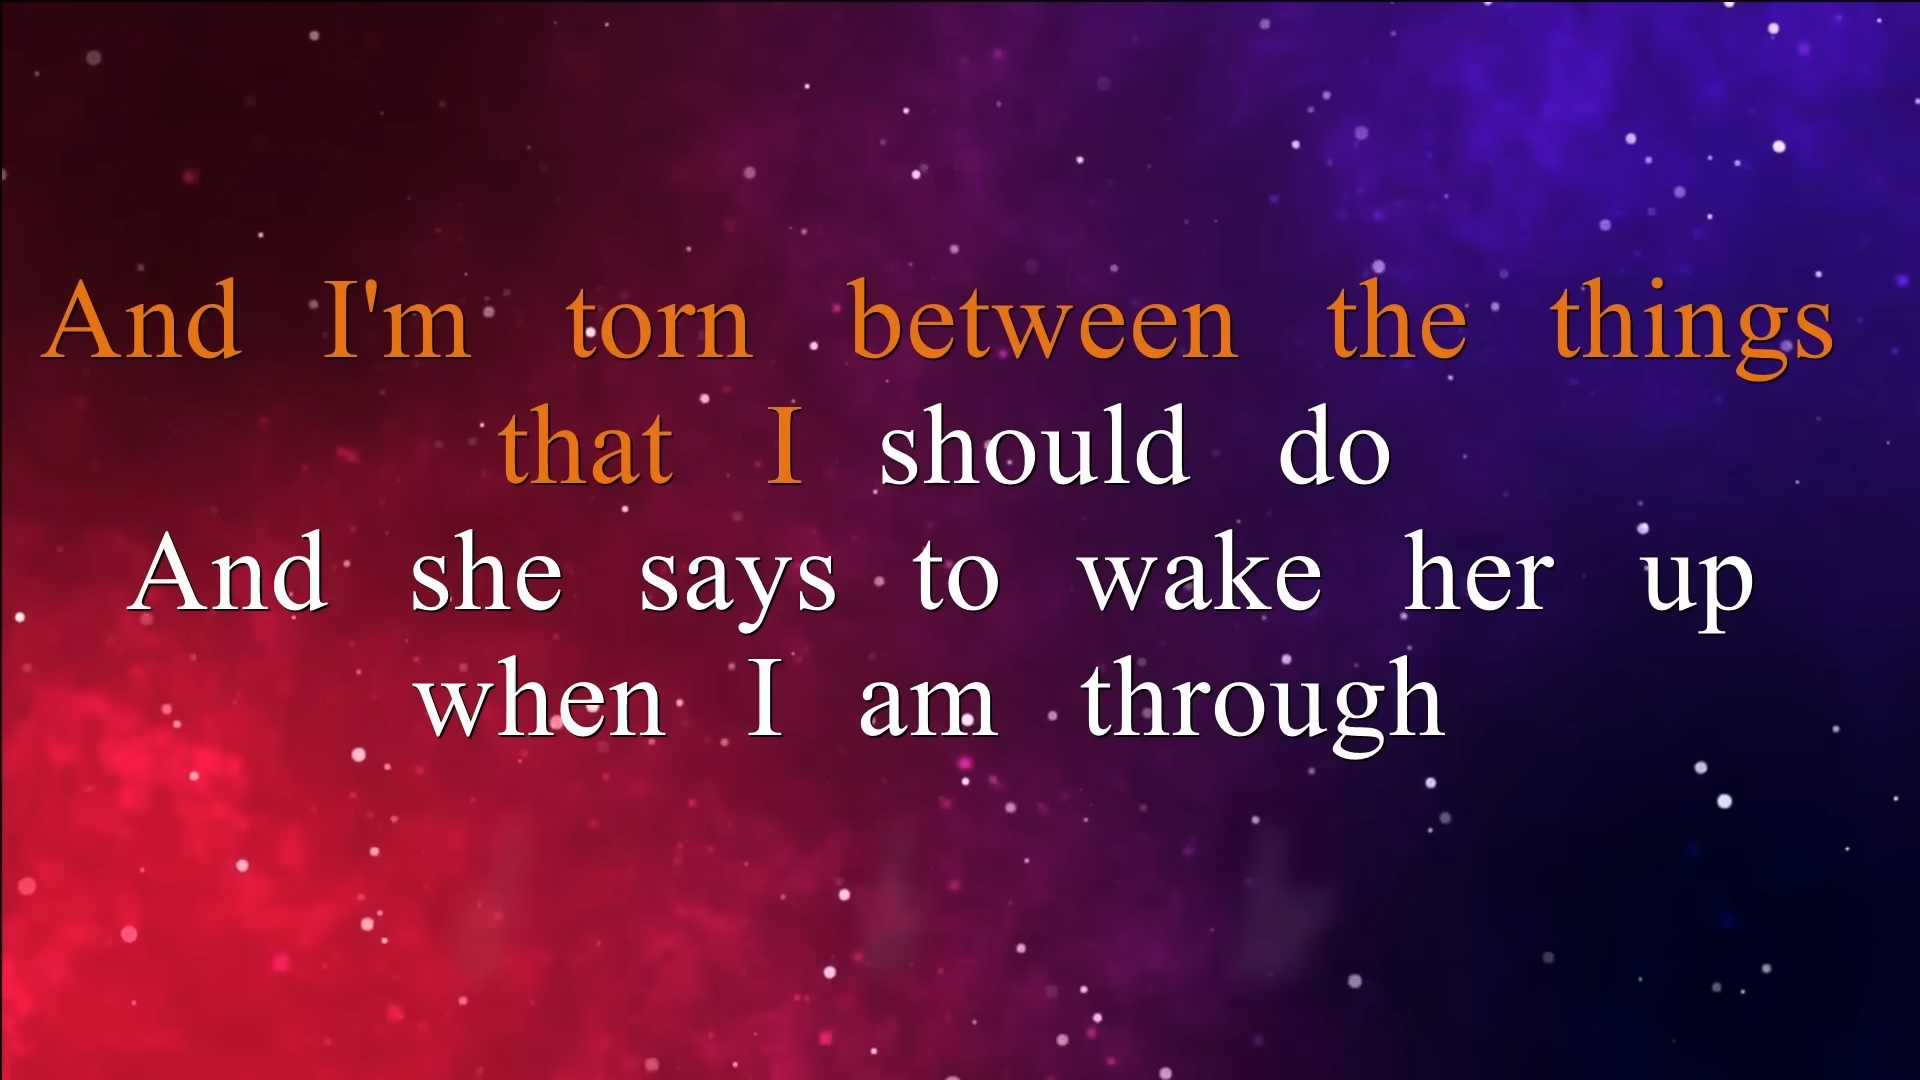 And I'm torn between the things
that I should do
And she says to wake her up
when I am through